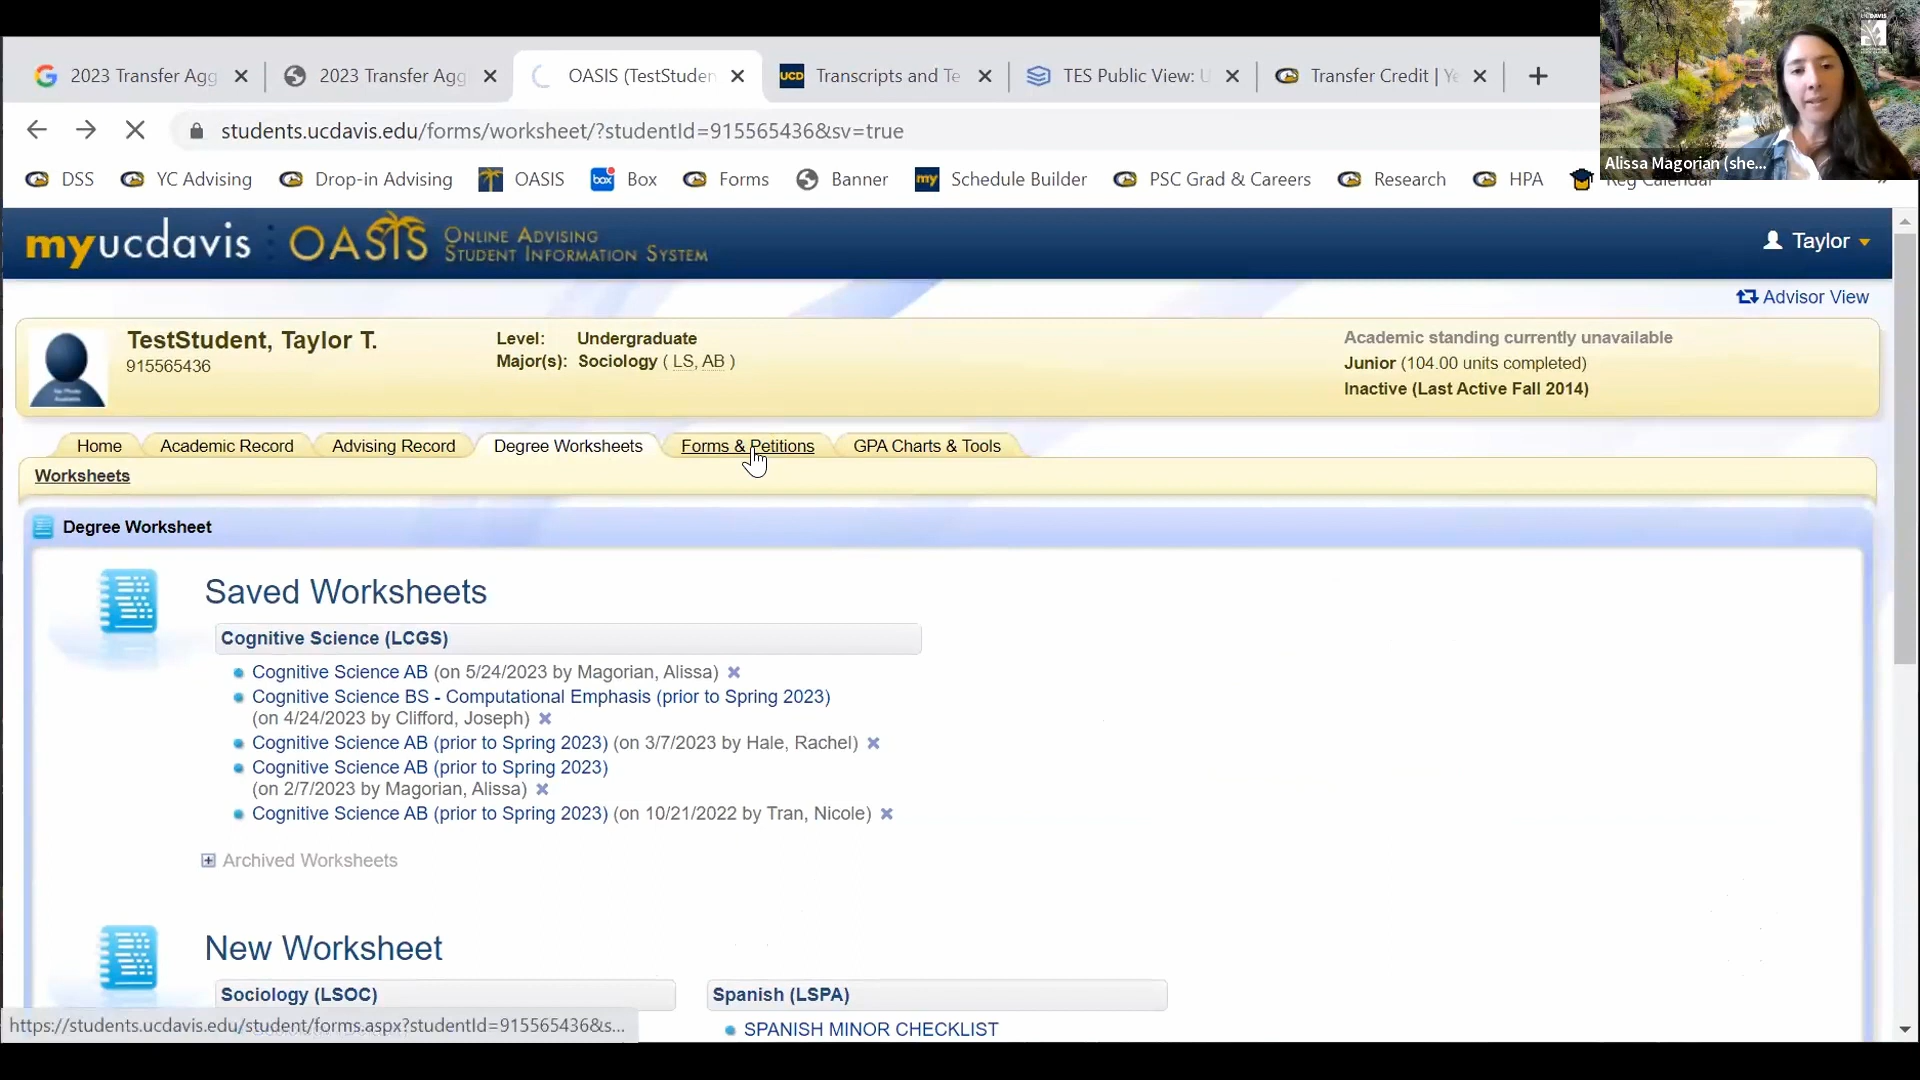 2023 Transfer Agg
2023 Transfer Agg
OASIS (TestStuden
UCD
Transcripts and Te
TES Public View: U
Transfer Credit | Ye
students.ucdavis.edu/forms/worksheet/?studentId=915565436&sv=true
DSS
YC Advising
Drop-in Advising
OASIS
box
Box
Forms
Banner
my
Schedule Builder
PSC Grad & Careers
Research
HPA
Reg Calendar
Alissa Magorian (she...
myucdavis
OASIS
ONLINE ADVISING
STUDENT INFORMATION SYSTEM
Taylor
Advisor View
TestStudent, Taylor T.
915565436
Level: Undergraduate
Major(s): Sociology ( LS, AB )
Academic standing currently unavailable
Junior (104.00 units completed)
Inactive (Last Active Fall 2014)
Home
Academic Record
Advising Record
Degree Worksheets
Forms & Petitions
GPA Charts & Tools
Worksheets
Degree Worksheet
Saved Worksheets
Cognitive Science (LCGS)
Cognitive Science AB (on 5/24/2023 by Magorian, Alissa)
Cognitive Science BS - Computational Emphasis (prior to Spring 2023)
(on 4/24/2023 by Clifford, Joseph)
Cognitive Science AB (prior to Spring 2023) (on 3/7/2023 by Hale, Rachel)
Cognitive Science AB (prior to Spring 2023)
(on 2/7/2023 by Magorian, Alissa)
Cognitive Science AB (prior to Spring 2023) (on 10/21/2022 by Tran, Nicole)
Archived Worksheets
New Worksheet
Sociology (LSOC)
Spanish (LSPA)
SPANISH MINOR CHECKLIST
https://students.ucdavis.edu/student/forms.aspx?studentId=915565436&s...